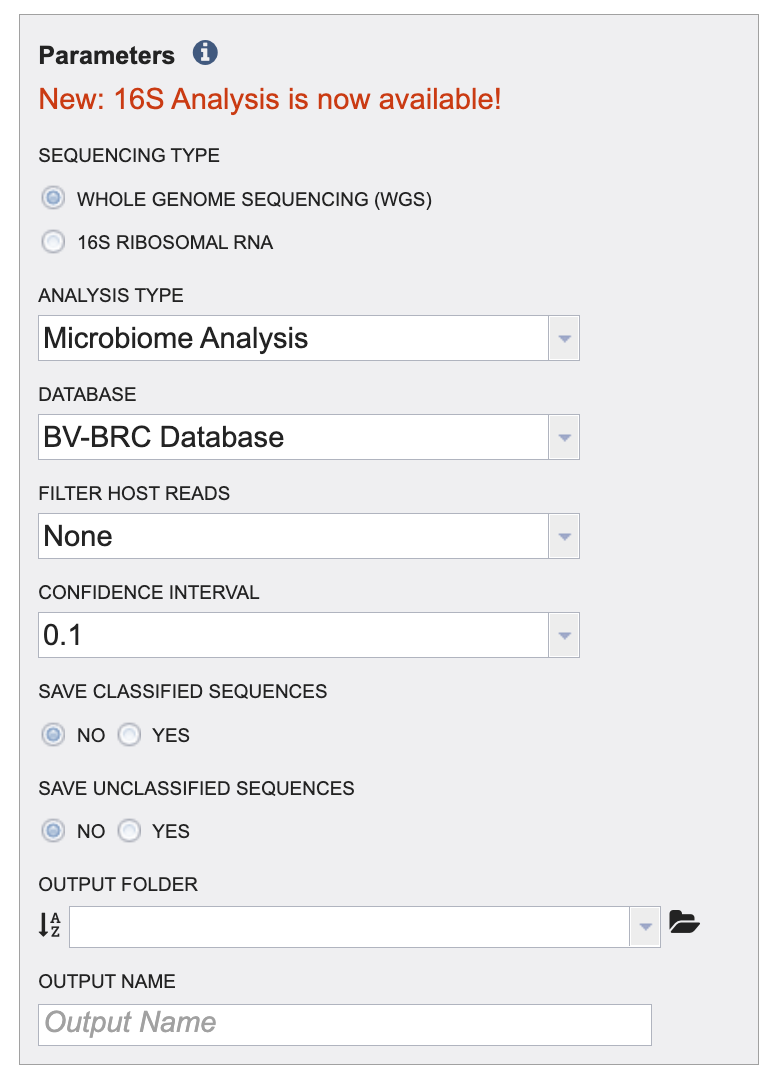 Parameters
New: 16S Analysis is now available!
SEQUENCING TYPE
WHOLE GENOME SEQUENCING (WGS)
16S RIBOSOMAL RNA
ANALYSIS TYPE
Microbiome Analysis
DATABASE
BV-BRC Database
FILTER HOST READS
None
CONFIDENCE INTERVAL
0.1
SAVE CLASSIFIED SEQUENCES
NO YES
SAVE UNCLASSIFIED SEQUENCES
NO YES
OUTPUT FOLDER
OUTPUT NAME
Output Name